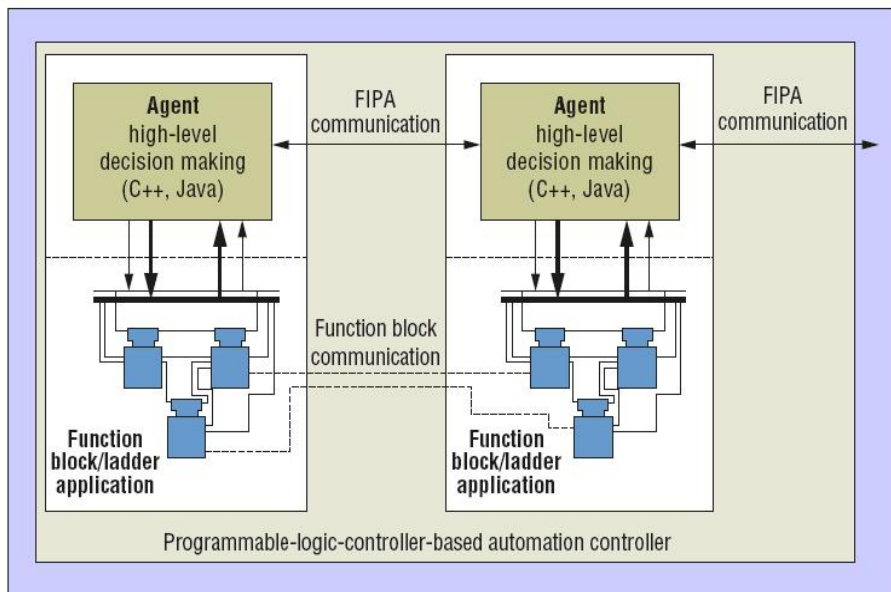 Agent
high-level
decision making
(C++, Java)
FIPA
communication
Agent
high-level
decision making
(C++, Java)
FIPA
communication
Function block
communication
Function
block/ladder
application
Function
block/ladder
application
Programmable-logic-controller-based automation controller